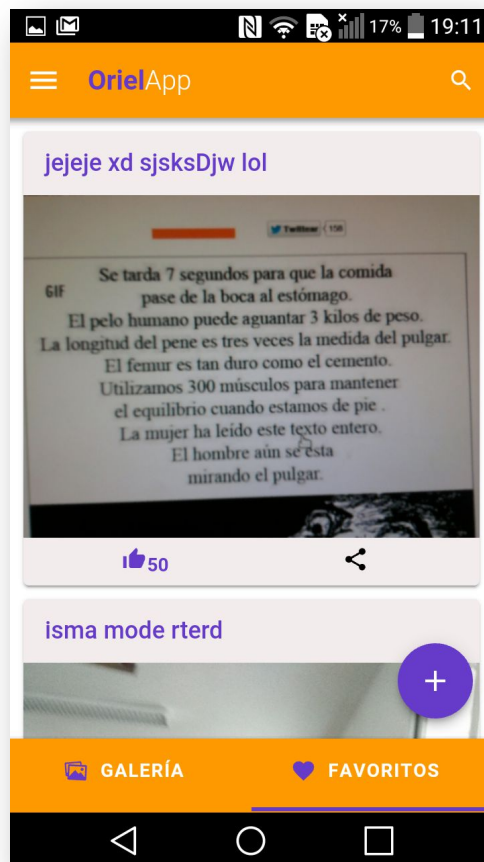 17% 19:11
OrielApp
jejeje xd sjsksDjw lol
Twittear 158
GIF
Se tarda 7 segundos para que la comida
pase de la boca al estómago.
El pelo humano puede aguantar 3 kilos de peso.
La longitud del pene es tres veces la medida del pulgar.
El femur es tan duro como el cemento.
Utilizamos 300 músculos para mantener
el equilibrio cuando estamos de pie .
La mujer ha leído este texto entero.
El hombre aún se esta
mirando el pulgar.
50
isma mode rterd
GALERÍA FAVORITOS